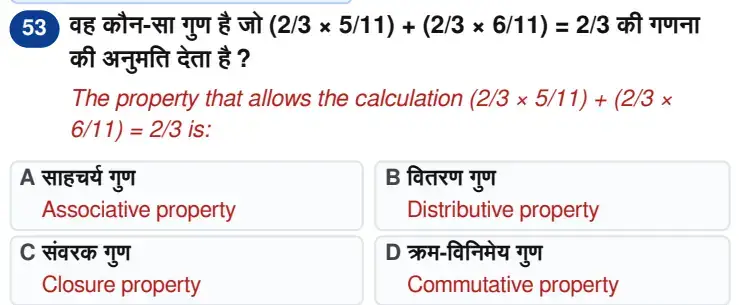 53 वह कौन-सा गुण है जो (2/3 × 5/11) + (2/3 × 6/11) = 2/3 की गणना
की अनुमति देता है ?
The property that allows the calculation (2/3 × 5/11) + (2/3 ×
6/11) = 2/3 is:
A साहचर्य गुण
Associative property
B वितरण गुण
Distributive property
C संवरक गुण
Closure property
D क्रम-विनिमेय गुण
Commutative property